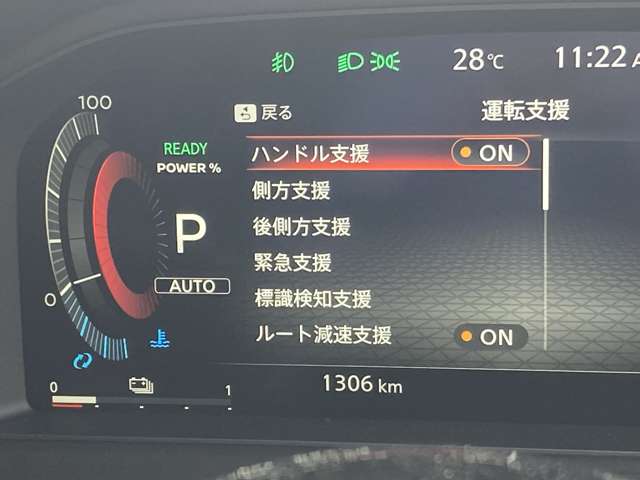 28℃ 11:22 A
100 戻る 運転支援
READY
POWER %
ハンドル支援 ON
側方支援
P
後側方支援
緊急支援
AUTO
0
標識検知支援
ルート減速支援 ON
0 1
1306 km